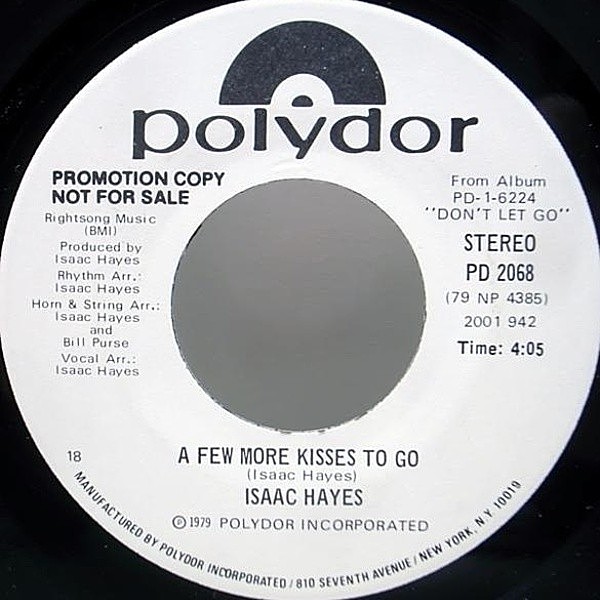 polydor
PROMOTION COPY
NOT FOR SALE
Rightsong Music
(BMI)
Produced by
Isaac Hayes
Rhythm Arr.:
Isaac Hayes
Horn & String Arr.:
Isaac Hayes
and
Bill Purse
Vocal Arr.:
Isaac Hayes
From Album
PD-1-6224
"DON'T LET GO"
STEREO
PD 2068
(79 NP 4385)
2001 942
Time: 4:05
18
A FEW MORE KISSES TO GO
(Isaac Hayes)
ISAAC HAYES
Ⓟ 1979 POLYDOR INCORPORATED
MANUFACTURED BY POLYDOR INCORPORATED / 810 SEVENTH AVENUE / NEW YORK, N.Y. 10019